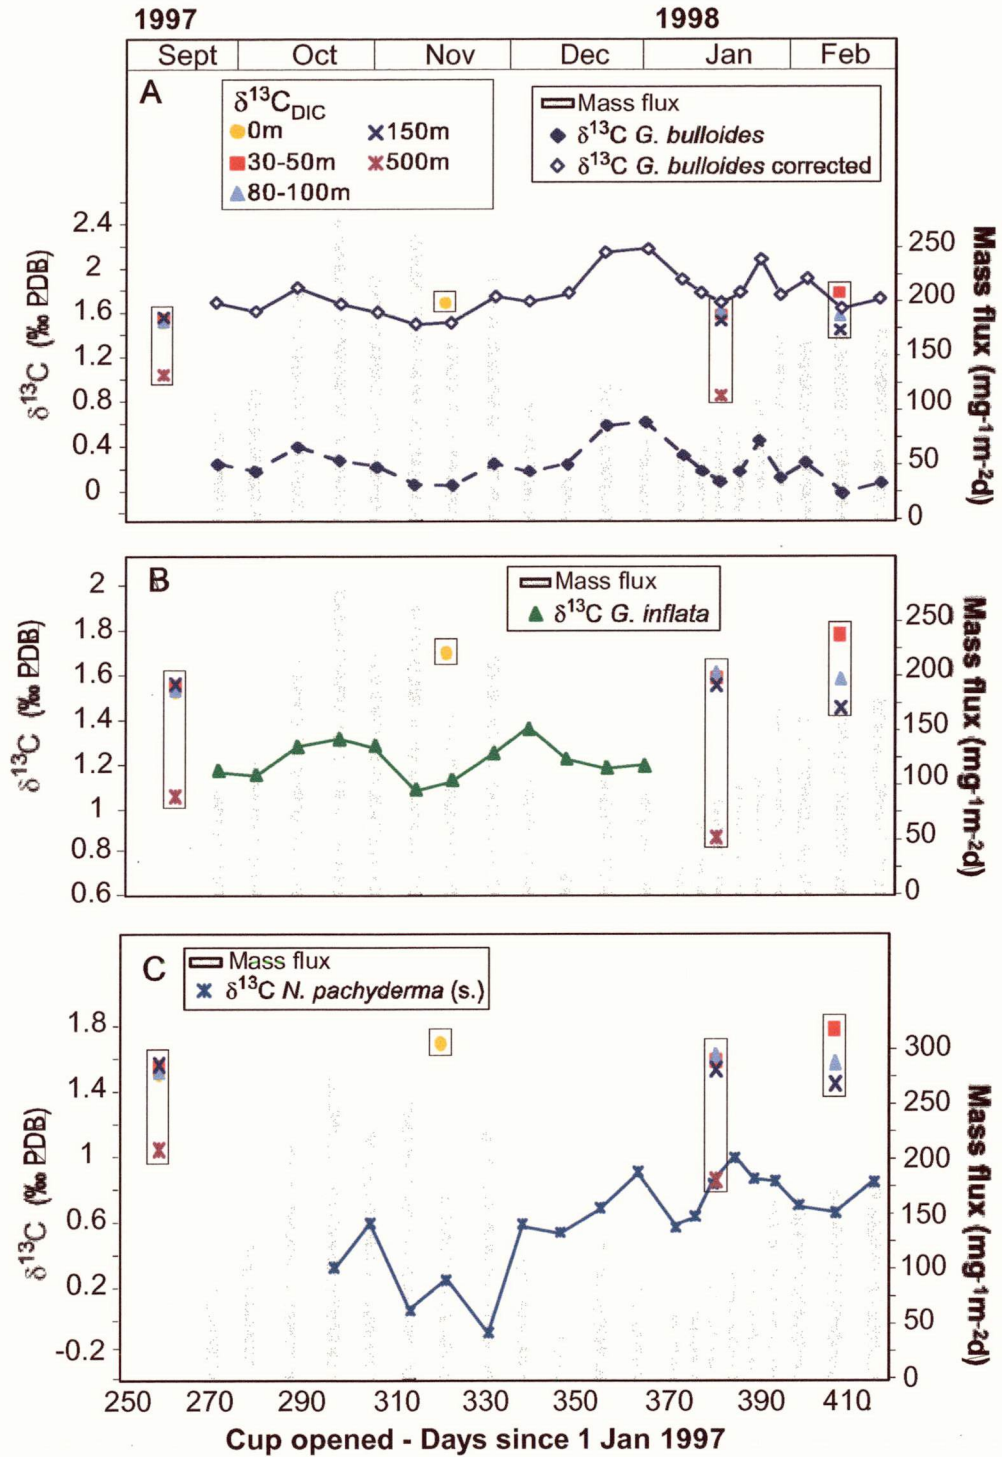 1997 1998
Sept Oct Nov Dec Jan Feb
A
δ¹³C_DIC
0m 150m
30-50m 500m
80-100m
Mass flux
δ¹³C G. bulloides
δ¹³C G. bulloides corrected
δ¹³C (‰ PDB)
2.4
2
1.6
1.2
0.8
0.4
0
250
200
150
100
50
0
Mass flux (mg⁻¹m⁻²d)
B
Mass flux
δ¹³C G. inflata
δ¹³C (‰ PDB)
2
1.8
1.6
1.4
1.2
1
0.8
0.6
250
200
150
100
50
0
Mass flux (mg⁻¹m⁻²d)
C
Mass flux
δ¹³C N. pachyderma (s.)
δ¹³C (‰ PDB)
1.8
1.4
1
0.6
0.2
-0.2
300
250
200
150
100
50
0
Mass flux (mg⁻¹m⁻²d)
250 270 290 310 330 350 370 390 410
Cup opened - Days since 1 Jan 1997